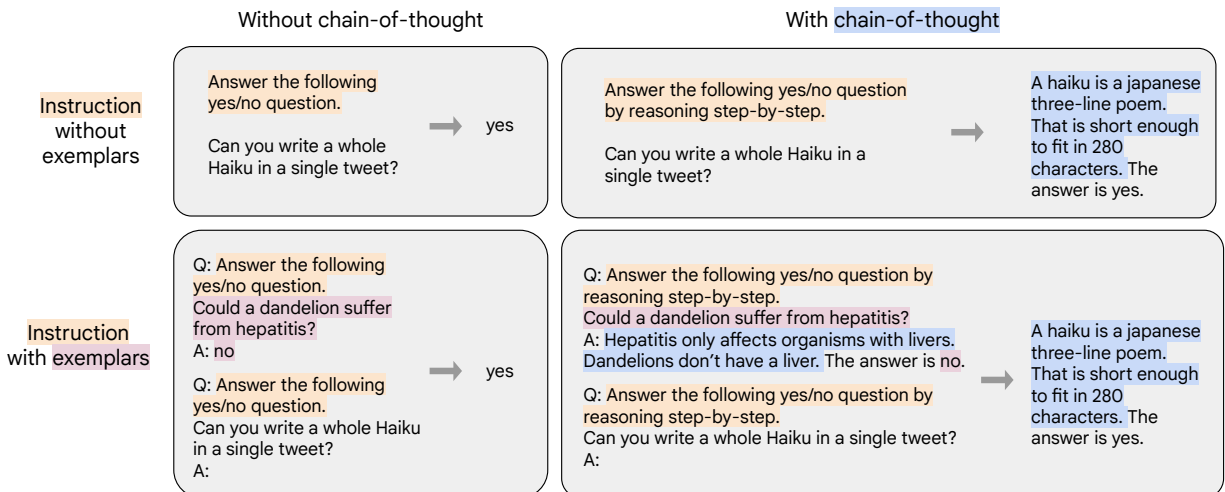 Without chain-of-thought
With chain-of-thought
Instruction
without
exemplars
Answer the following
yes/no question.
Can you write a whole
Haiku in a single tweet?
yes
Answer the following yes/no question
by reasoning step-by-step.
Can you write a whole Haiku in a
single tweet?
A haiku is a japanese
three-line poem.
That is short enough
to fit in 280
characters. The
answer is yes.
Instruction
with exemplars
Q: Answer the following
yes/no question.
Could a dandelion suffer
from hepatitis?
A: no
Q: Answer the following
yes/no question.
Can you write a whole Haiku
in a single tweet?
A:
yes
Q: Answer the following yes/no question by
reasoning step-by-step.
Could a dandelion suffer from hepatitis?
A: Hepatitis only affects organisms with livers.
Dandelions don’t have a liver. The answer is no.
Q: Answer the following yes/no question by
reasoning step-by-step.
Can you write a whole Haiku in a single tweet?
A:
A haiku is a japanese
three-line poem.
That is short enough
to fit in 280
characters. The
answer is yes.